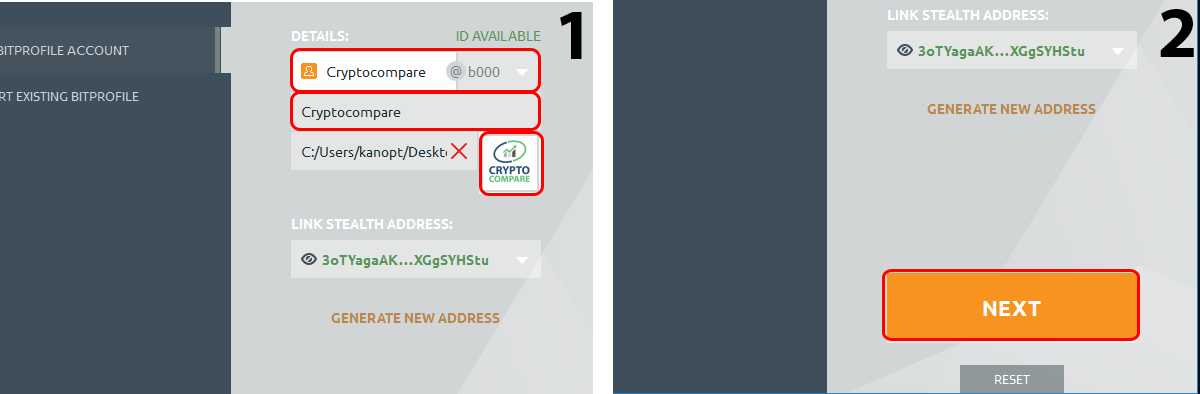 1
BITPROFILE ACCOUNT
RT EXISTING BITPROFILE
DETAILS: ID AVAILABLE
Cryptocompare @ b000
Cryptocompare
C:/Users/kanopt/Deskt
CRYPTO
COMPARE
LINK STEALTH ADDRESS:
3oTYagaAK...XGgSYHStu
GENERATE NEW ADDRESS
2
LINK STEALTH ADDRESS:
3oTYagaAK...XGgSYHStu
GENERATE NEW ADDRESS
NEXT
RESET